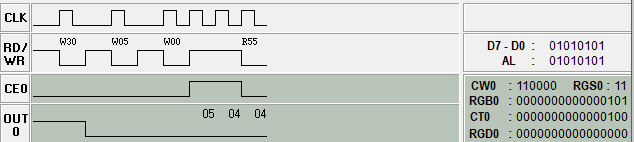 CLK
RD/
WR
W30 W05 W00 R55
CE0
OUT
0
05 04 04
D7 - D0 : 01010101
AL : 01010101
CW0 : 110000 RGS0 : 11
RGB0 : 0000000000000101
CT0 : 0000000000000100
RGD0 : 0000000000000000